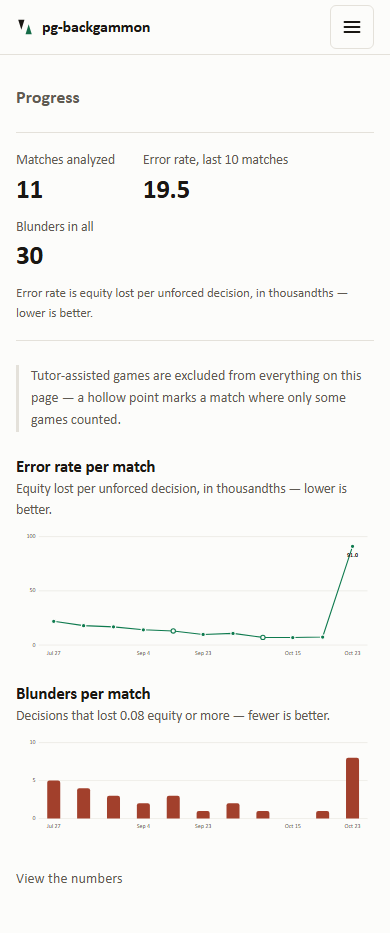 pg-backgammon
Progress
Matches analyzed
11
Error rate, last 10 matches
19.5
Blunders in all
30
Error rate is equity lost per unforced decision, in thousandths —
lower is better.
Tutor-assisted games are excluded from everything on this
page — a hollow point marks a match where only some
games counted.
Error rate per match
Equity lost per unforced decision, in thousandths — lower is
better.
100
50
0
91.0
Jul 27 Sep 4 Sep 23 Oct 15 Oct 23
Blunders per match
Decisions that lost 0.08 equity or more — fewer is better.
10
5
0
Jul 27 Sep 4 Sep 23 Oct 15 Oct 23
View the numbers